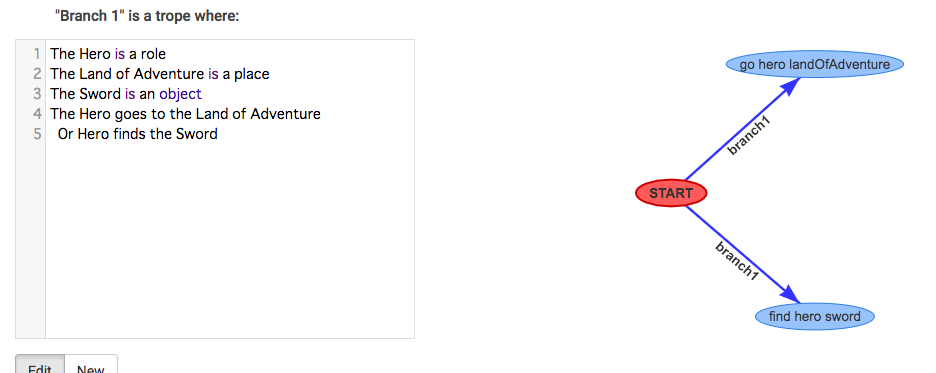 "Branch 1" is a trope where:
1 The Hero is a role
2 The Land of Adventure is a place
3 The Sword is an object
4 The Hero goes to the Land of Adventure
5 Or Hero finds the Sword
Edit New
go hero landOfAdventure
branch1
START
branch1
find hero sword